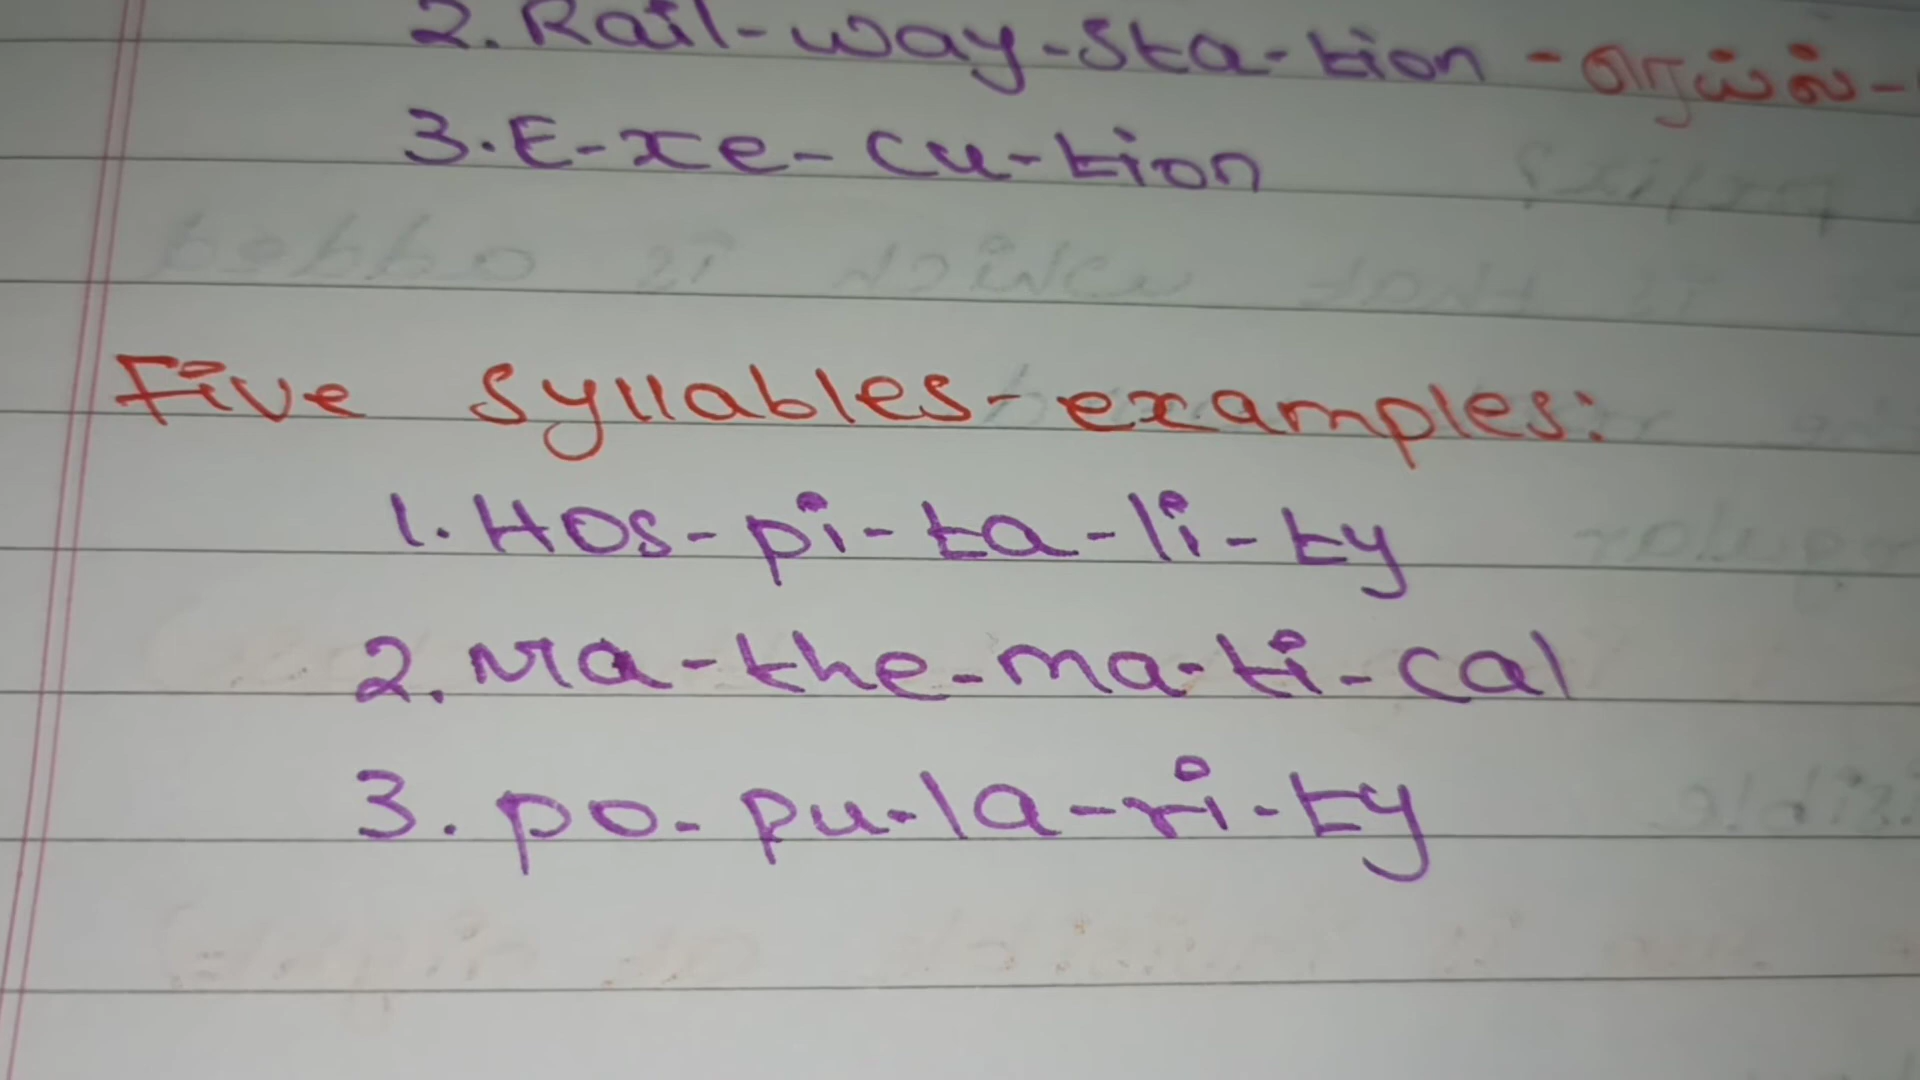 2. Rail-way-sta-tion -ரெயில்-
3. E-xe-cu-tion
Five syllables-examples:
1. Hos-pi-ta-li-ty
2. Ma-the-ma-ti-cal
3. po-pu-la-ri-ty